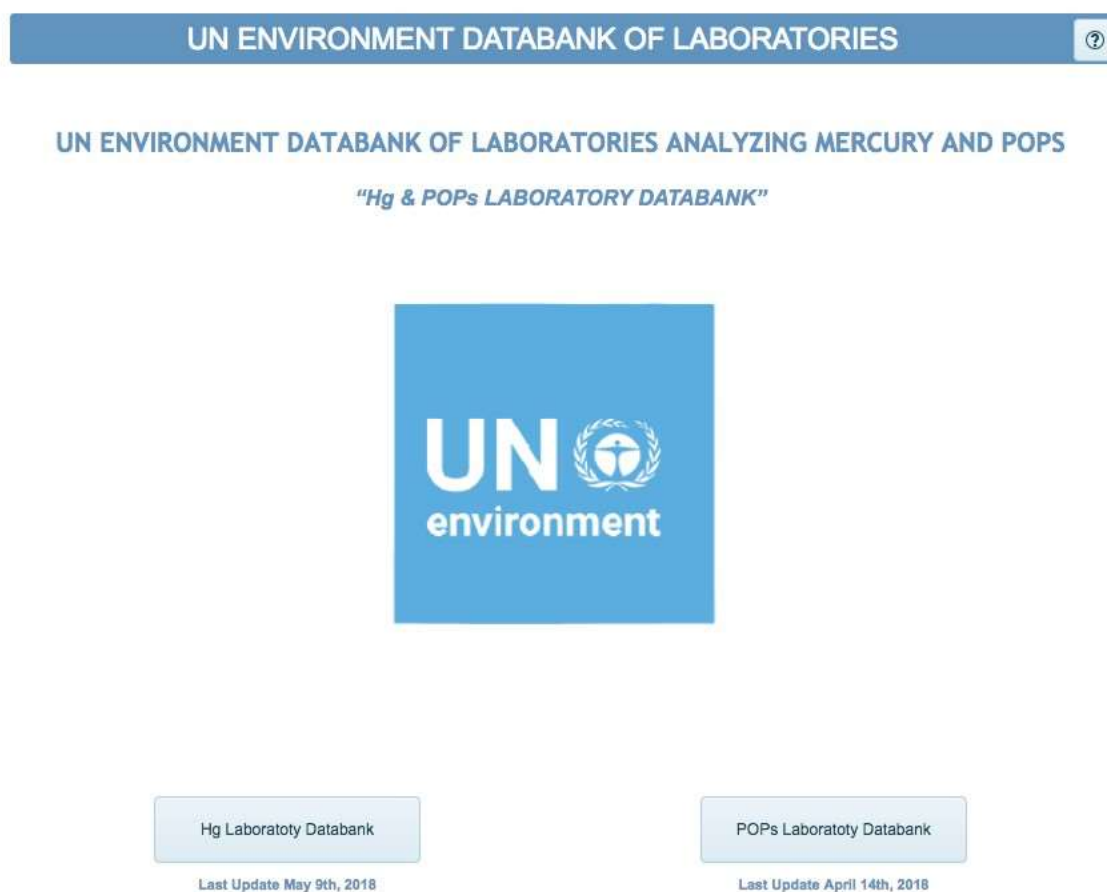 UN ENVIRONMENT DATABANK OF LABORATORIES
?
UN ENVIRONMENT DATABANK OF LABORATORIES ANALYZING MERCURY AND POPS
“Hg & POPs LABORATORY DATABANK”
UN
environment
Hg Laboratoty Databank
POPs Laboratoty Databank
Last Update May 9th, 2018
Last Update April 14th, 2018